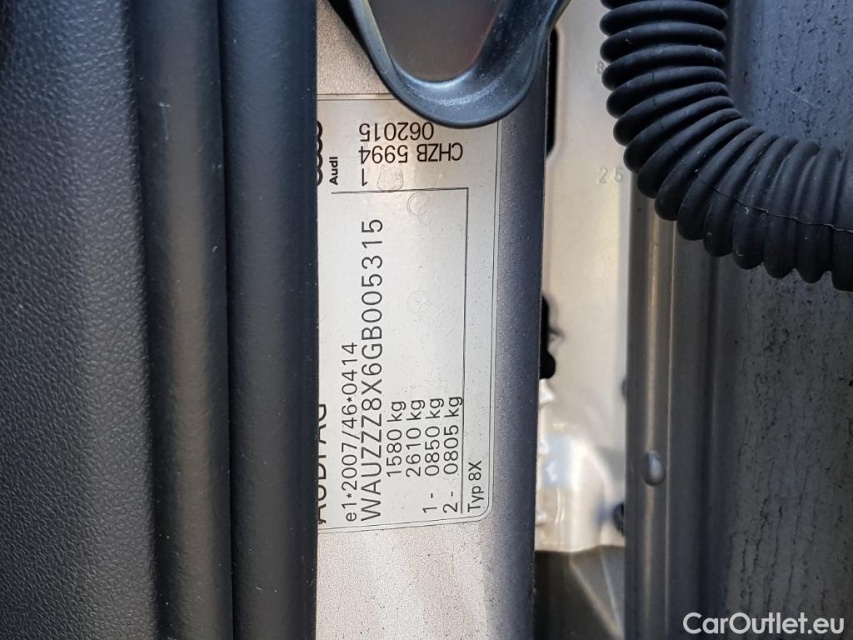 AUDI AG
e1*2007/46*0414
WAUZZZ8X6GB005315
1580 kg
2610 kg
1- 0850 kg
2- 0805 kg
Typ 8X
Audi
062015
CHZB 5994
25
CarOutlet.eu